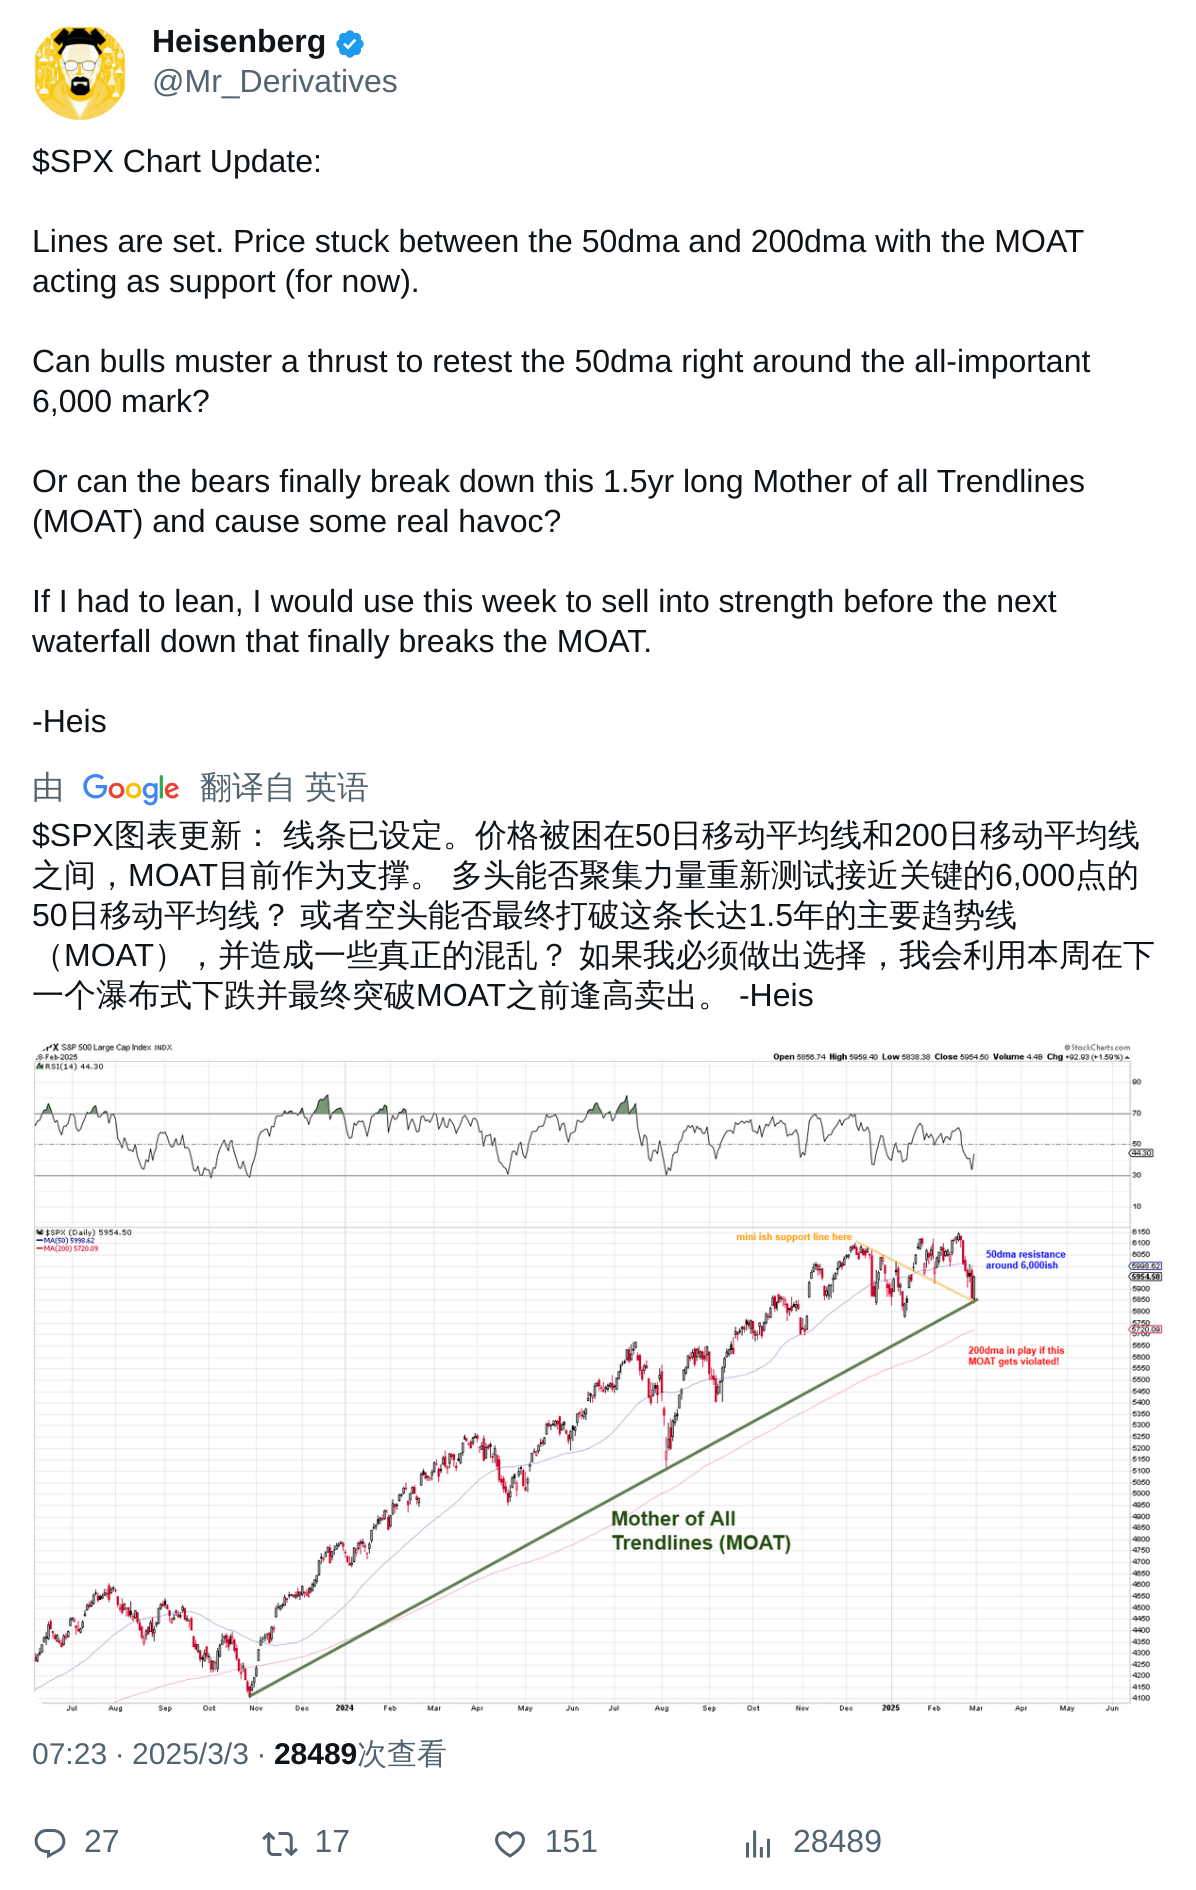 Heisenberg
@Mr_Derivatives
$SPX Chart Update:
Lines are set. Price stuck between the 50dma and 200dma with the MOAT
acting as support (for now).
Can bulls muster a thrust to retest the 50dma right around the all-important
6,000 mark?
Or can the bears finally break down this 1.5yr long Mother of all Trendlines
(MOAT) and cause some real havoc?
If I had to lean, I would use this week to sell into strength before the next
waterfall down that finally breaks the MOAT.
-Heis
由 Google 翻译自 英语
$SPX图表更新： 线条已设定。价格被困在50日移动平均线和200日移动平均线
之间，MOAT目前作为支撑。 多头能否聚集力量重新测试接近关键的6,000点的
50日移动平均线？ 或者空头能否最终打破这条长达1.5年的主要趋势线
（MOAT），并造成一些真正的混乱？ 如果我必须做出选择，我会利用本周在下
一个瀑布式下跌并最终突破MOAT之前逢高卖出。 -Heis
PX S&P 500 Large Cap Index INDX
© StockCharts.com
8-Feb-2025
Open 5856.74 High 5959.40 Low 5838.38 Close 5954.50 Volume 4.4B Chg +92.93 (+1.59%)
RSI(14) 44.30
90
70
50
44.30
30
10
$SPX (Daily) 5954.50
MA(50) 5998.62
MA(200) 5720.09
mini ish support line here
50dma resistance
around 6,000ish
200dma in play if this
MOAT gets violated!
Mother of All
Trendlines (MOAT)
6150
6100
6050
5998.62
5954.50
5900
5850
5800
5750
5720.09
5700
5650
5600
5550
5500
5450
5400
5350
5300
5250
5200
5150
5100
5050
5000
4950
4900
4850
4800
4750
4700
4650
4600
4550
4500
4450
4400
4350
4300
4250
4200
4150
4100
Jul Aug Sep Oct Nov Dec 2024 Feb Mar Apr May Jun Jul Aug Sep Oct Nov Dec 2025 Feb Mar Apr May Jun
07:23 · 2025/3/3 · 28489次查看
27 17 151 28489